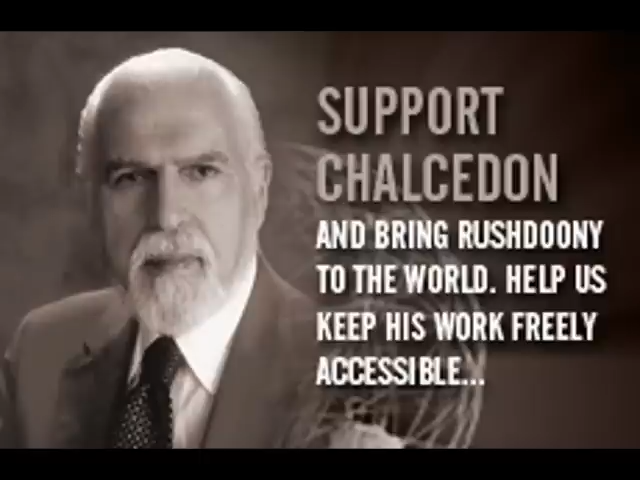 SUPPORT
CHALCEDON
AND BRING RUSHDOONY
TO THE WORLD. HELP US
KEEP HIS WORK FREELY
ACCESSIBLE...